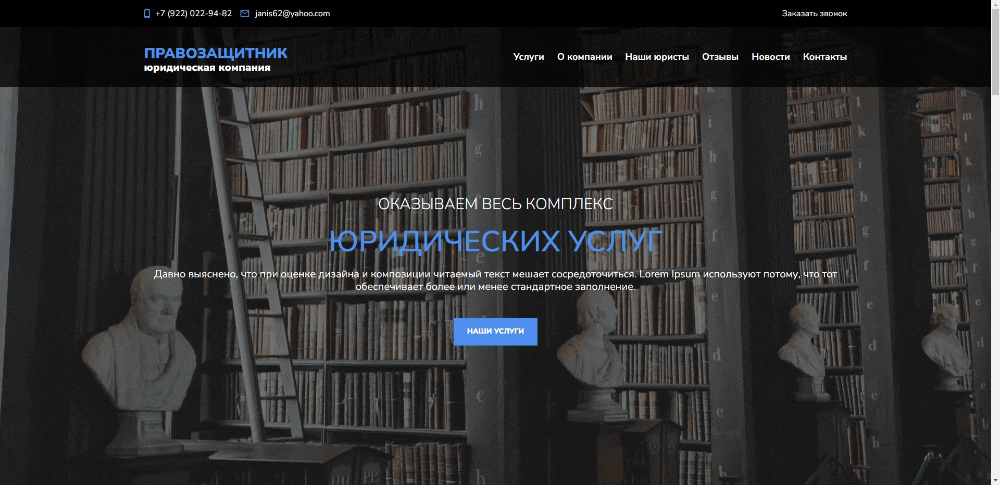 +7 (922) 022-94-82 janis62@yahoo.com Заказать звонок
ПРАВОЗАЩИТНИК
юридическая компания
Услуги О компании Наши юристы Отзывы Новости Контакты
ОКАЗЫВАЕМ ВЕСЬ КОМПЛЕКС
ЮРИДИЧЕСКИХ УСЛУГ
Давно выяснено, что при оценке дизайна и композиции читаемый текст мешает сосредоточиться. Lorem Ipsum используют потому, что тот
обеспечивает более или менее стандартное заполнение.
НАШИ УСЛУГИ